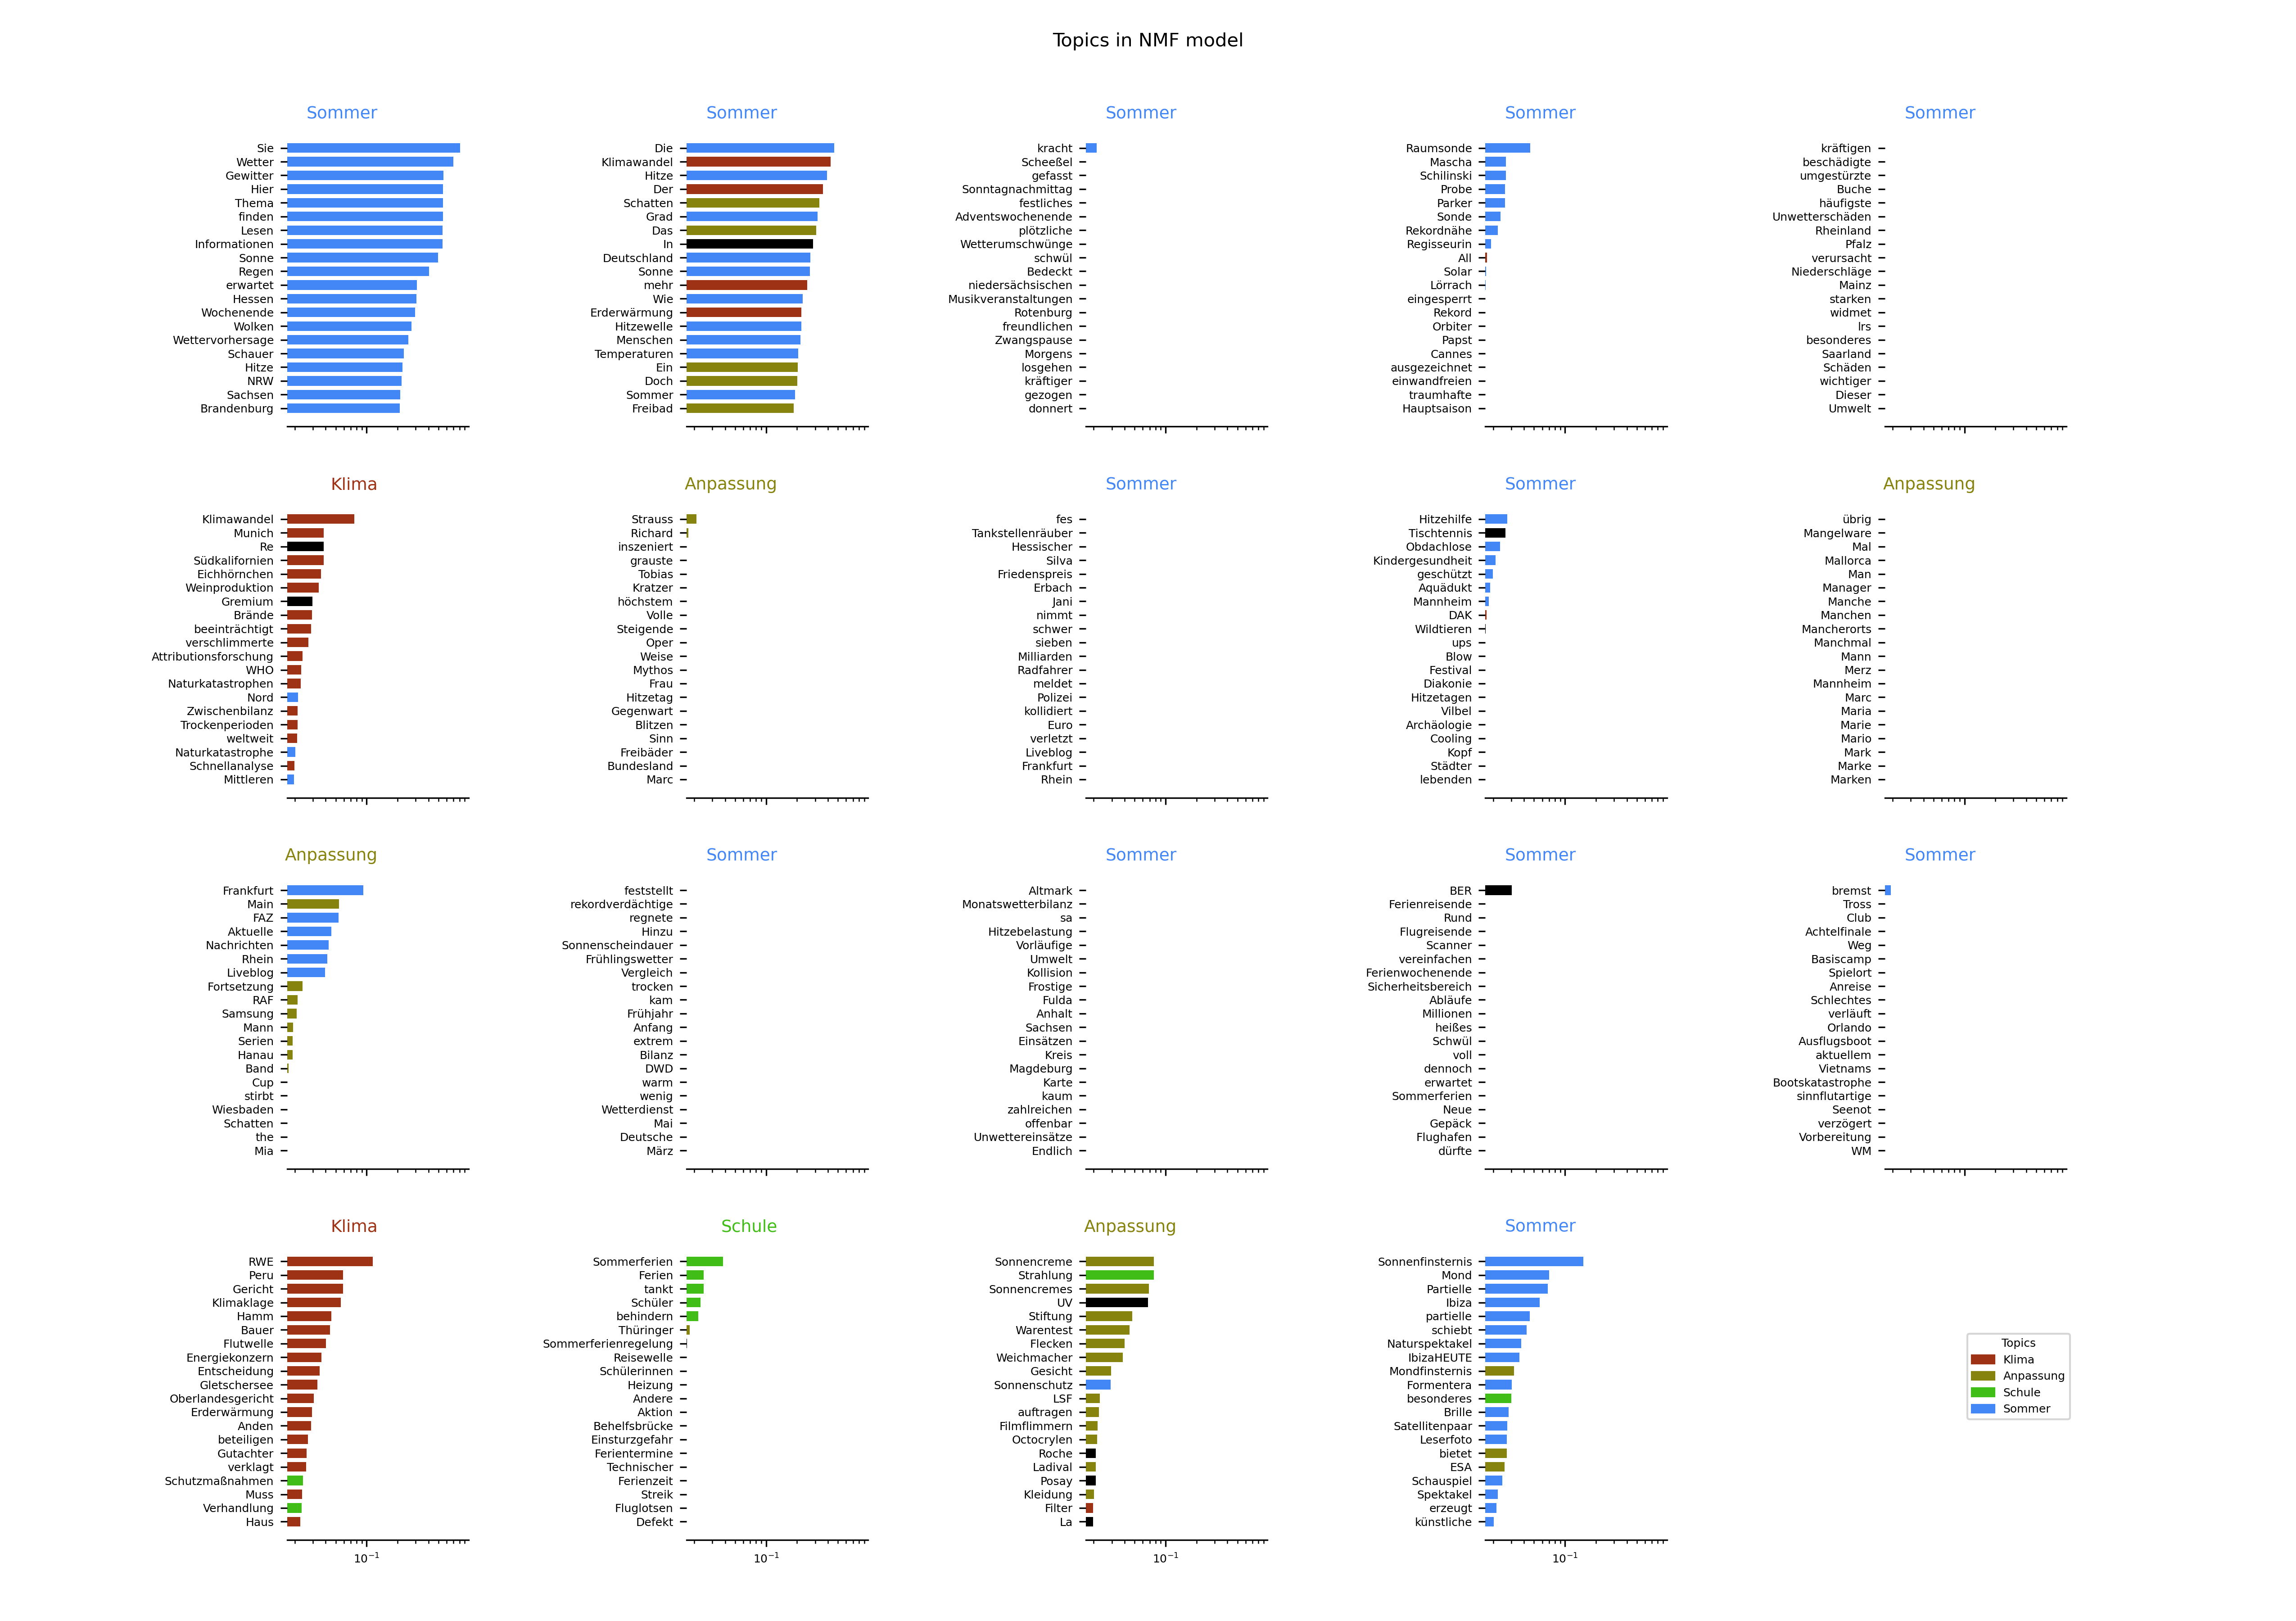 Topics in NMF model
Sommer
Sie
Wetter
Gewitter
Hier
Thema
finden
Lesen
Informationen
Sonne
Regen
erwartet
Hessen
Wochenende
Wolken
Wettervorhersage
Schauer
Hitze
NRW
Sachsen
Brandenburg
Sommer
Die
Klimawandel
Hitze
Der
Schatten
Grad
Das
In
Deutschland
Sonne
mehr
Wie
Erderwärmung
Hitzewelle
Menschen
Temperaturen
Ein
Doch
Sommer
Freibad
Sommer
kracht
Scheeßel
gefasst
Sonntagnachmittag
festliches
Adventswochenende
plötzliche
Wetterumschwünge
schwül
Bedeckt
niedersächsischen
Musikveranstaltungen
Rotenburg
freundlichen
Zwangspause
Morgens
losgehen
kräftiger
gezogen
donnert
Sommer
Raumsonde
Mascha
Schilinski
Probe
Parker
Sonde
Rekordnähe
Regisseurin
All
Solar
Lörrach
eingesperrt
Rekord
Orbiter
Papst
Cannes
ausgezeichnet
einwandfreien
traumhafte
Hauptsaison
Sommer
kräftigen
beschädigte
umgestürzte
Buche
häufigste
Unwetterschäden
Rheinland
Pfalz
verursacht
Niederschläge
Mainz
starken
widmet
lrs
besonderes
Saarland
Schäden
wichtiger
Dieser
Umwelt
Klima
Klimawandel
Munich
Re
Südkalifornien
Eichhörnchen
Weinproduktion
Gremium
Brände
beeinträchtigt
verschlimmerte
Attributionsforschung
WHO
Naturkatastrophen
Nord
Zwischenbilanz
Trockenperioden
weltweit
Naturkatastrophe
Schnellanalyse
Mittleren
Anpassung
Strauss
Richard
inszeniert
grauste
Tobias
Kratzer
höchstem
Volle
Steigende
Oper
Weise
Mythos
Frau
Hitzetag
Gegenwart
Blitzen
Sinn
Freibäder
Bundesland
Marc
Sommer
fes
Tankstellenräuber
Hessischer
Silva
Friedenspreis
Erbach
Jani
nimmt
schwer
sieben
Milliarden
Radfahrer
meldet
Polizei
kollidiert
Euro
verletzt
Liveblog
Frankfurt
Rhein
Sommer
Hitzehilfe
Tischtennis
Obdachlose
Kindergesundheit
geschützt
Aquädukt
Mannheim
DAK
Wildtieren
ups
Blow
Festival
Diakonie
Hitzetagen
Vilbel
Archäologie
Cooling
Kopf
Städter
lebenden
Anpassung
übrig
Mangelware
Mal
Mallorca
Man
Manager
Manche
Manchen
Mancherorts
Manchmal
Mann
Merz
Mannheim
Marc
Maria
Marie
Mario
Mark
Marke
Marken
Anpassung
Frankfurt
Main
FAZ
Aktuelle
Nachrichten
Rhein
Liveblog
Fortsetzung
RAF
Samsung
Mann
Serien
Hanau
Band
Cup
stirbt
Wiesbaden
Schatten
the
Mia
Sommer
feststellt
rekordverdächtige
regnete
Hinzu
Sonnenscheindauer
Frühlingswetter
Vergleich
trocken
kam
Frühjahr
Anfang
extrem
Bilanz
DWD
warm
wenig
Wetterdienst
Mai
Deutsche
März
Sommer
Altmark
Monatswetterbilanz
sa
Hitzebelastung
Vorläufige
Umwelt
Kollision
Frostige
Fulda
Anhalt
Sachsen
Einsätzen
Kreis
Magdeburg
Karte
kaum
zahlreichen
offenbar
Unwettereinsätze
Endlich
Sommer
BER
Ferienreisende
Rund
Flugreisende
Scanner
vereinfachen
Ferienwochenende
Sicherheitsbereich
Abläufe
Millionen
heißes
Schwül
voll
dennoch
erwartet
Sommerferien
Neue
Gepäck
Flughafen
dürfte
Sommer
bremst
Tross
Club
Achtelfinale
Weg
Basiscamp
Spielort
Anreise
Schlechtes
verläuft
Orlando
Ausflugsboot
aktuellem
Vietnams
Bootskatastrophe
sinnflutartige
Seenot
verzögert
Vorbereitung
WM
Klima
RWE
Peru
Gericht
Klimaklage
Hamm
Bauer
Flutwelle
Energiekonzern
Entscheidung
Gletschersee
Oberlandesgericht
Erderwärmung
Anden
beteiligen
Gutachter
verklagt
Schutzmaßnahmen
Muss
Verhandlung
Haus
10⁻¹
Schule
Sommerferien
Ferien
tankt
Schüler
behindern
Thüringer
Sommerferienregelung
Reisewelle
Schülerinnen
Heizung
Andere
Aktion
Behelfsbrücke
Einsturzgefahr
Ferientermine
Technischer
Ferienzeit
Streik
Fluglotsen
Defekt
10⁻¹
Anpassung
Sonnencreme
Strahlung
Sonnencremes
UV
Stiftung
Warentest
Flecken
Weichmacher
Gesicht
Sonnenschutz
LSF
auftragen
Filmflimmern
Octocrylen
Roche
Ladival
Posay
Kleidung
Filter
La
10⁻¹
Sommer
Sonnenfinsternis
Mond
Partielle
Ibiza
partielle
schiebt
Naturspektakel
IbizaHEUTE
Mondfinsternis
Formentera
besonderes
Brille
Satellitenpaar
Leserfoto
bietet
ESA
Schauspiel
Spektakel
erzeugt
künstliche
10⁻¹
Topics
Klima
Anpassung
Schule
Sommer